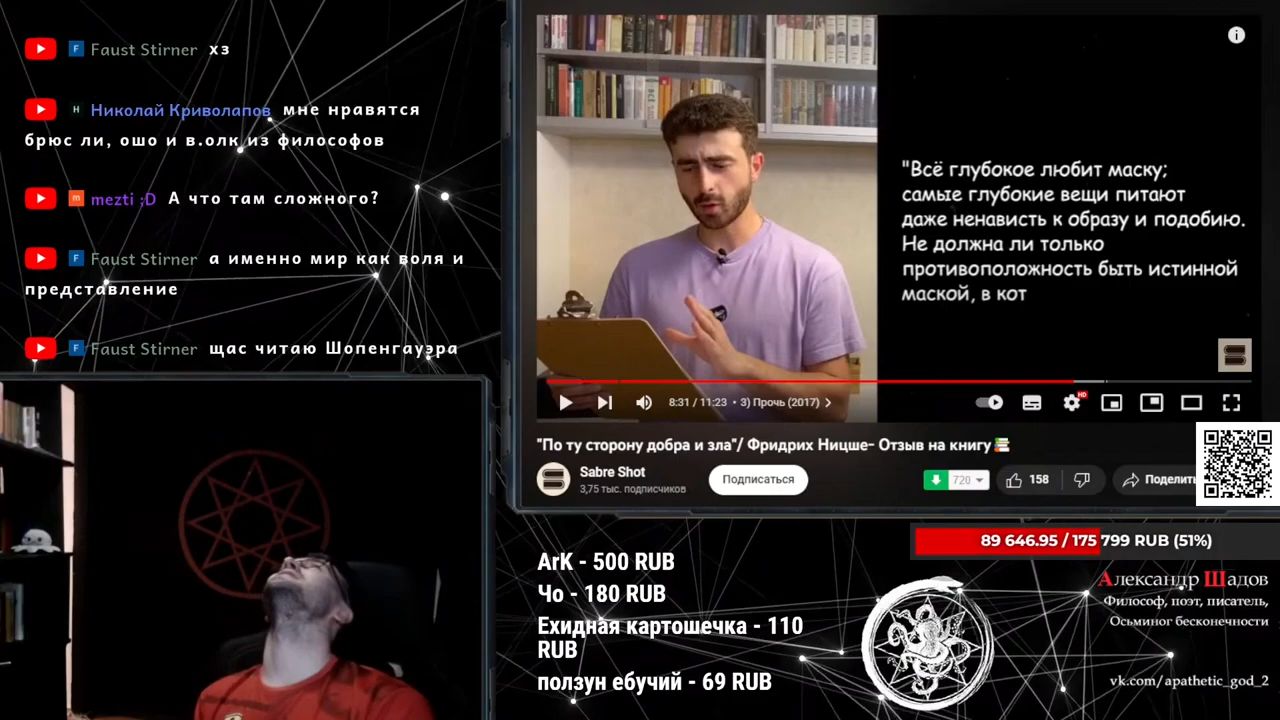 Faust Stirner хз
Николай Криволапов мне нравятся
брюс ли, ошо и в.олк из философов
mezti ;D А что там сложного?
Faust Stirner а именно мир как воля и
представление
Faust Stirner щас читаю Шопенгауэра
"Всё глубокое любит маску;
самые глубокие вещи питают
даже ненависть к образу и подобию.
Не должна ли только
противоположность быть истинной
маской, в кот
8:31 / 11:23 • 3) Прочь (2017)
HD
"По ту сторону добра и зла"/ Фридрих Ницше- Отзыв на книгу
Sabre Shot
3,75 тыс. подписчиков
Подписаться
720
158
Поделить
89 646.95 / 175 799 RUB (51%)
ArK - 500 RUB
Чо - 180 RUB
Ехидная картошечка - 110
RUB
ползун ебучий - 69 RUB
Александр Шадов
Философ, поэт, писатель,
Осьминог бесконечности
vk.com/apathetic_god_2